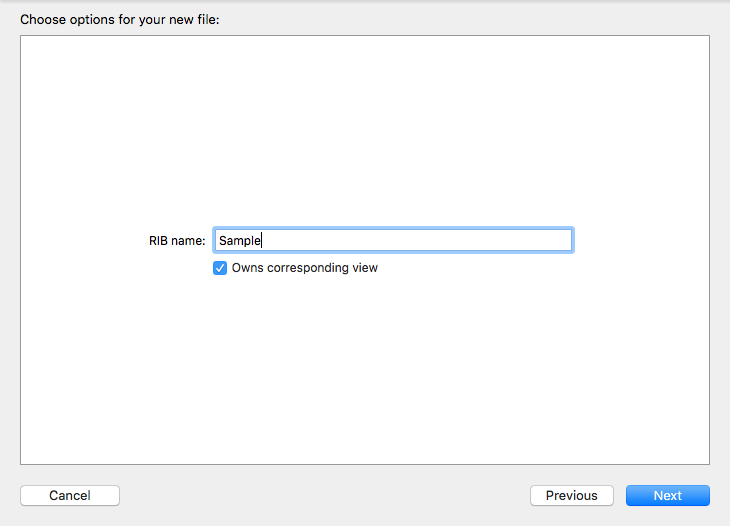 Choose options for your new file:
RIB name: Sample
Owns corresponding view
Cancel Previous Next